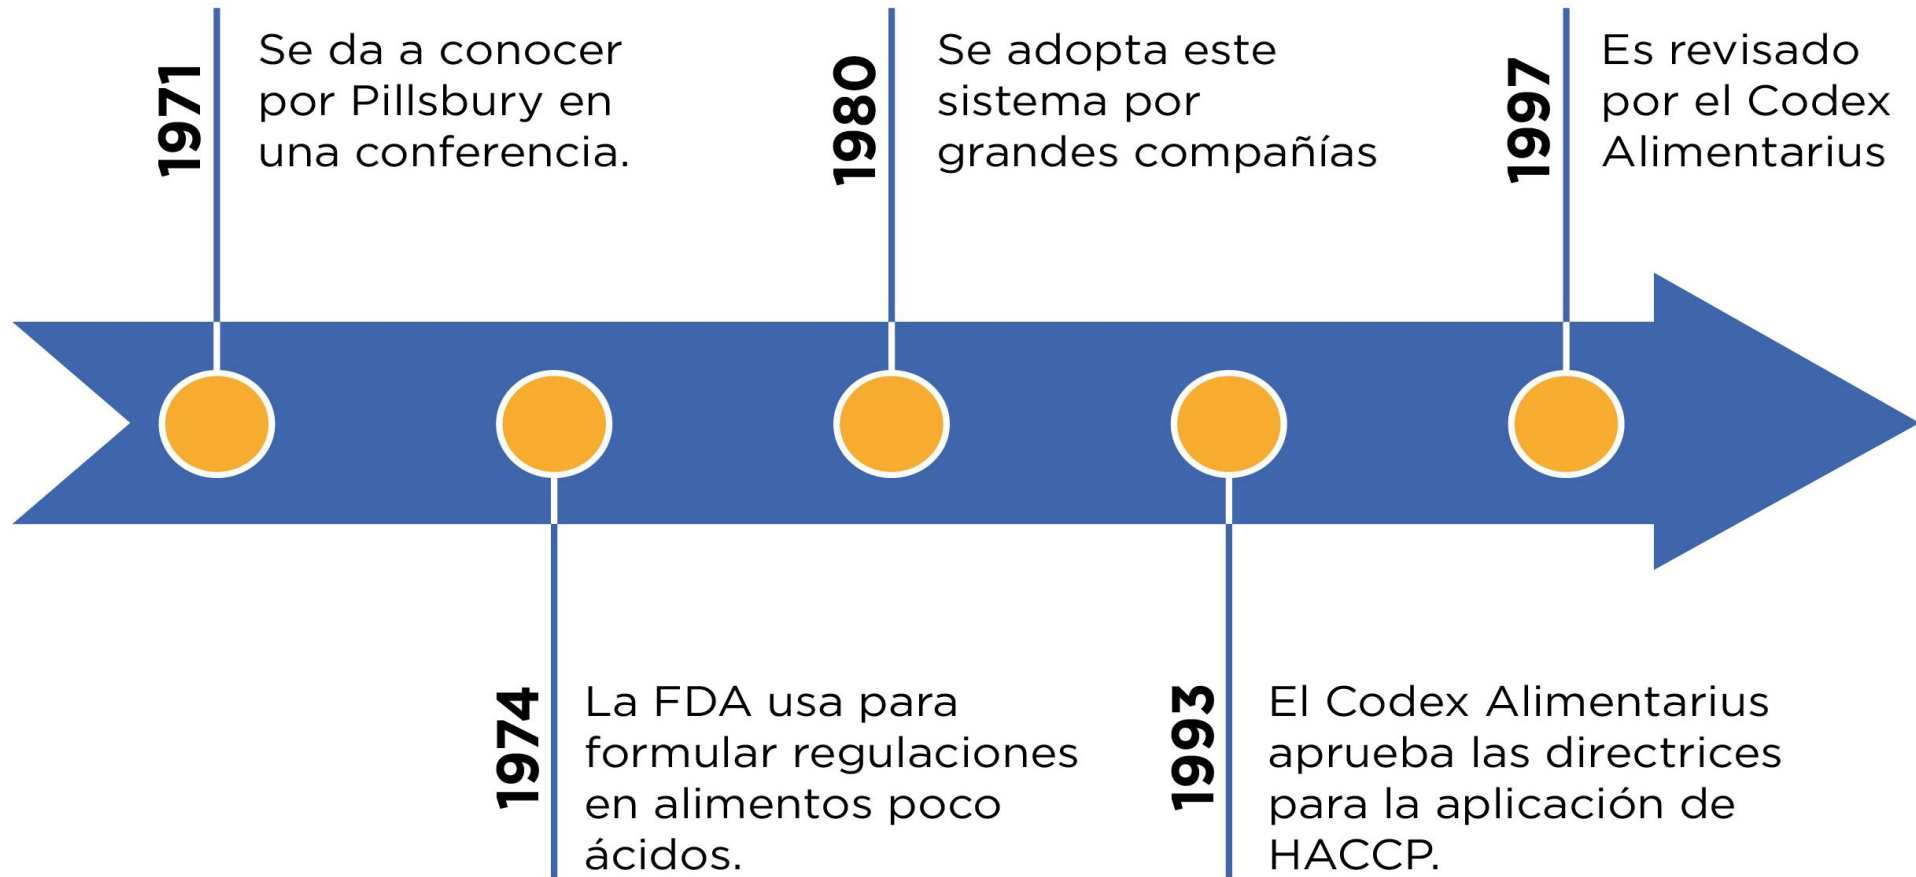 1971
Se da a conocer
por Pillsbury en
una conferencia.
1974
La FDA usa para
formular regulaciones
en alimentos poco
ácidos.
1980
Se adopta este
sistema por
grandes compañías
1993
El Codex Alimentarius
aprueba las directrices
para la aplicación de
HACCP.
1997
Es revisado
por el Codex
Alimentarius